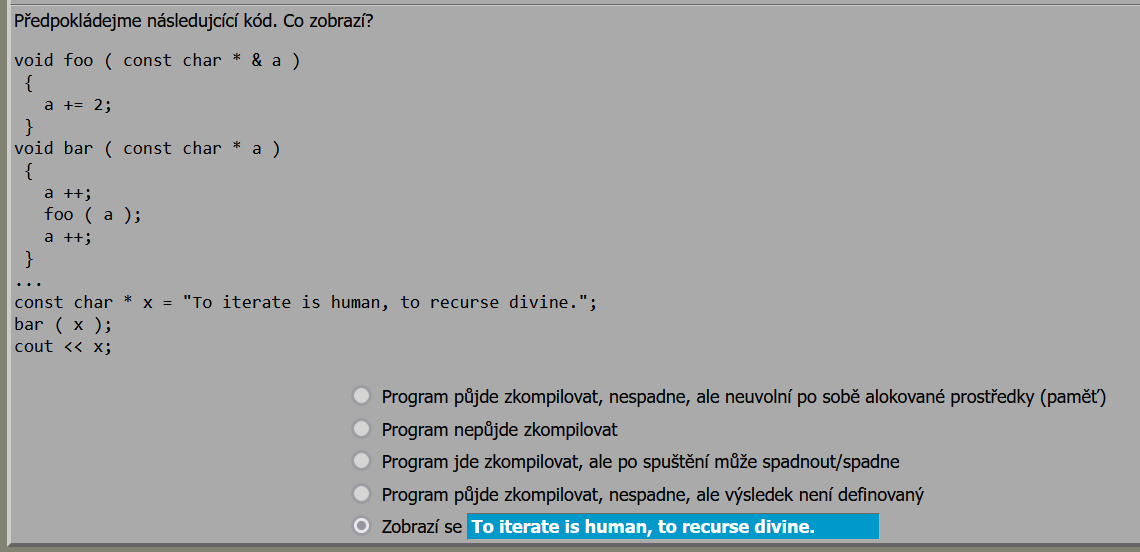 Předpokládejme následujcící kód. Co zobrazí?
void foo ( const char * & a )
{
a += 2;
}
void bar ( const char * a )
{
a ++;
foo ( a );
a ++;
}
...
const char * x = "To iterate is human, to recurse divine.";
bar ( x );
cout << x;
Program půjde zkompilovat, nespadne, ale neuvolní po sobě alokované prostředky (paměť)
Program nepůjde zkompilovat
Program jde zkompilovat, ale po spuštění může spadnout/spadne
Program půjde zkompilovat, nespadne, ale výsledek není definovaný
Zobrazí se To iterate is human, to recurse divine.